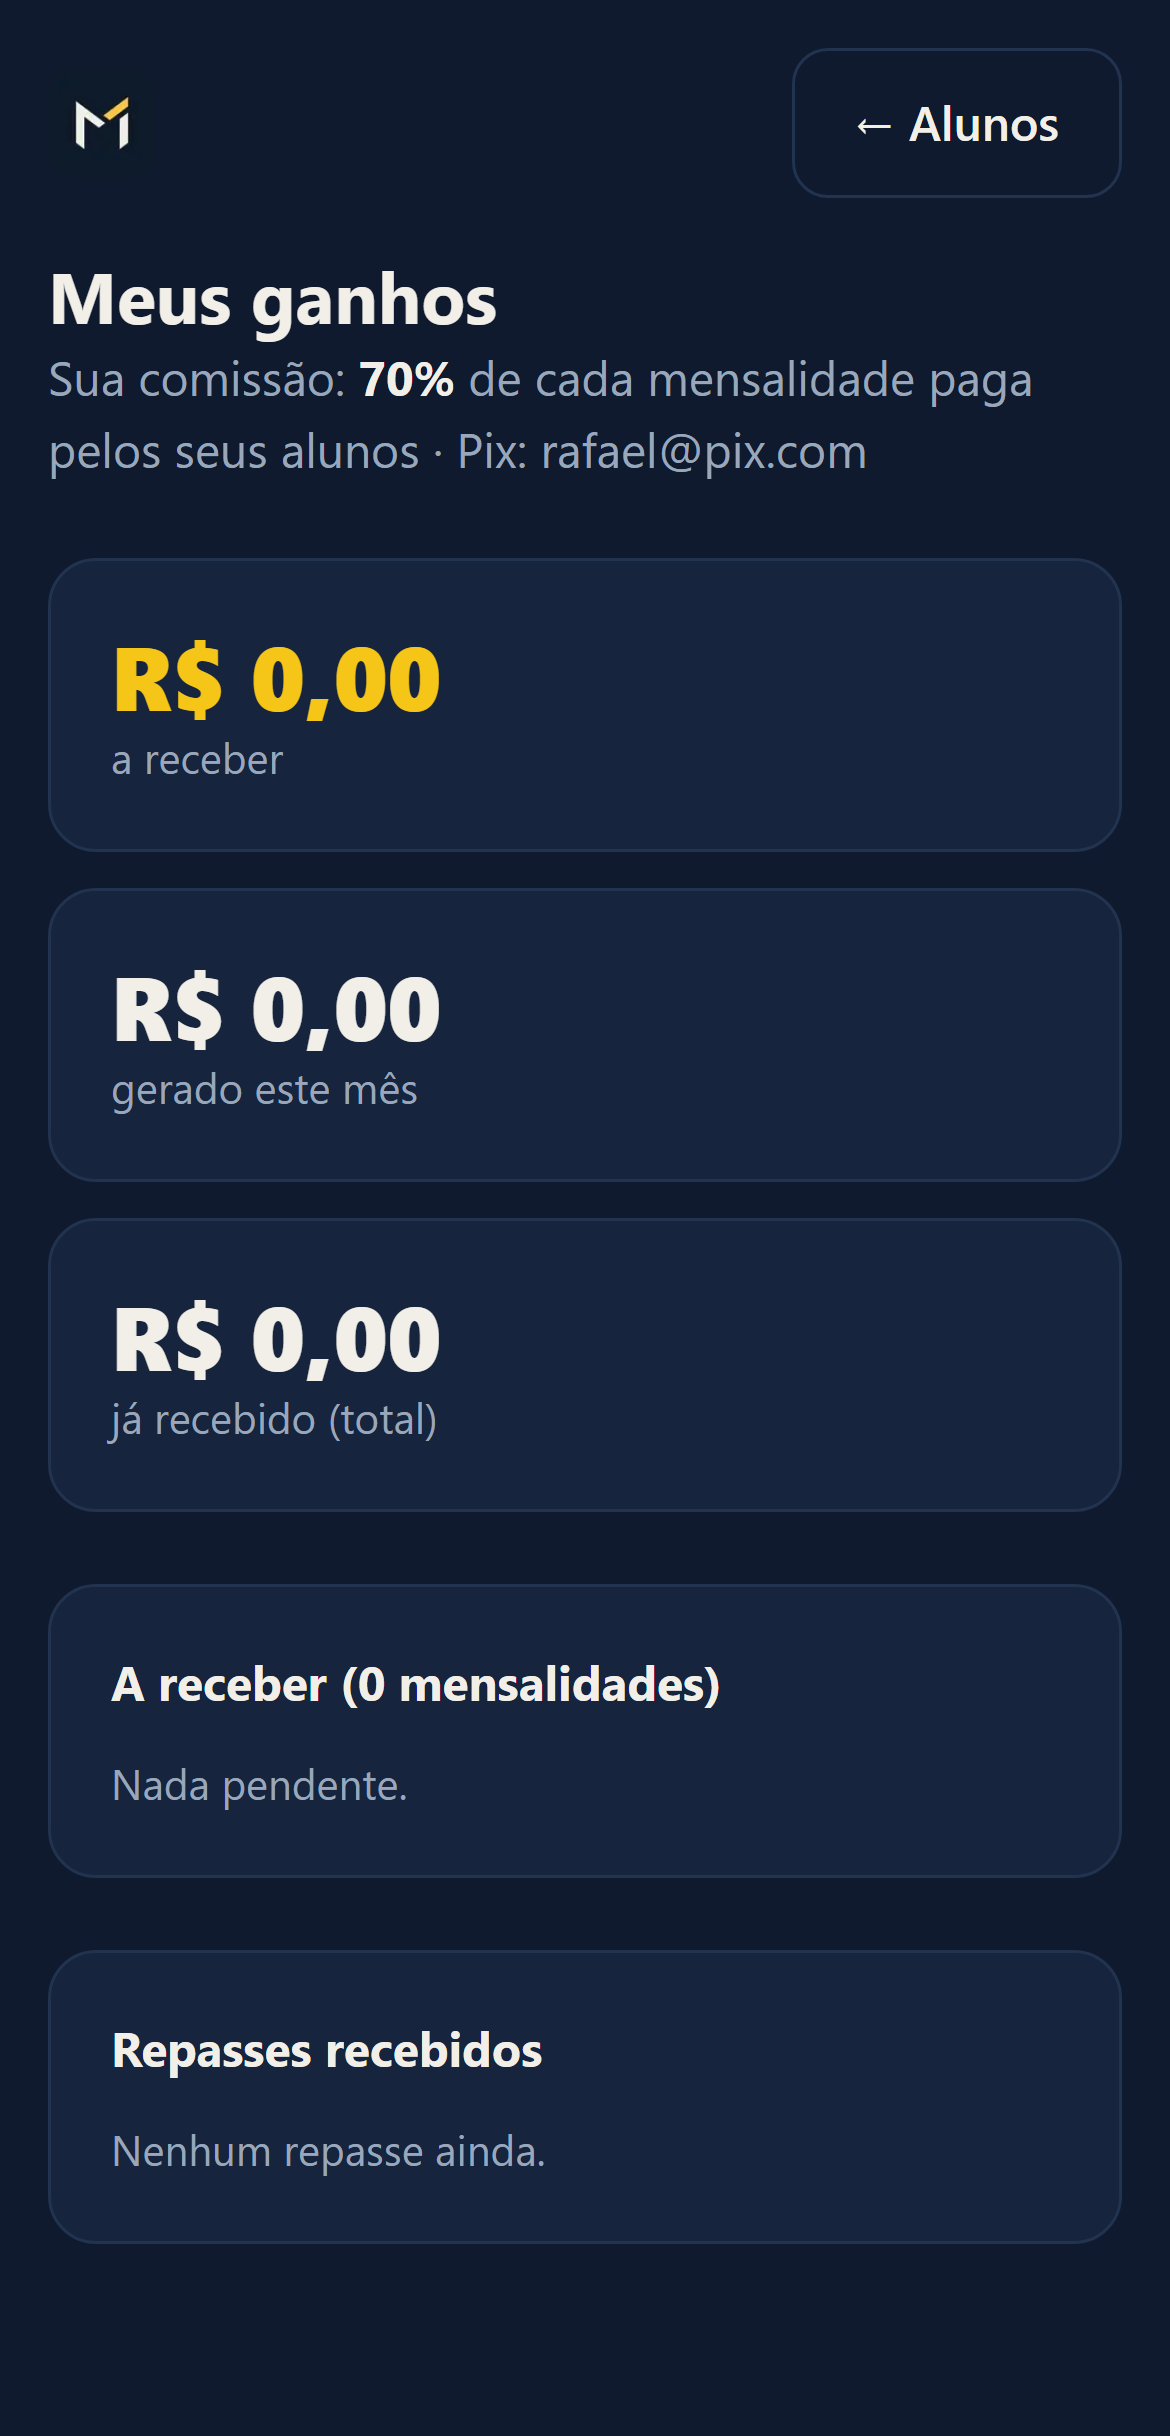 ← Alunos
Meus ganhos
Sua comissão: 70% de cada mensalidade paga
pelos seus alunos · Pix: rafael@pix.com
R$ 0,00
a receber
R$ 0,00
gerado este mês
R$ 0,00
já recebido (total)
A receber (0 mensalidades)
Nada pendente.
Repasses recebidos
Nenhum repasse ainda.